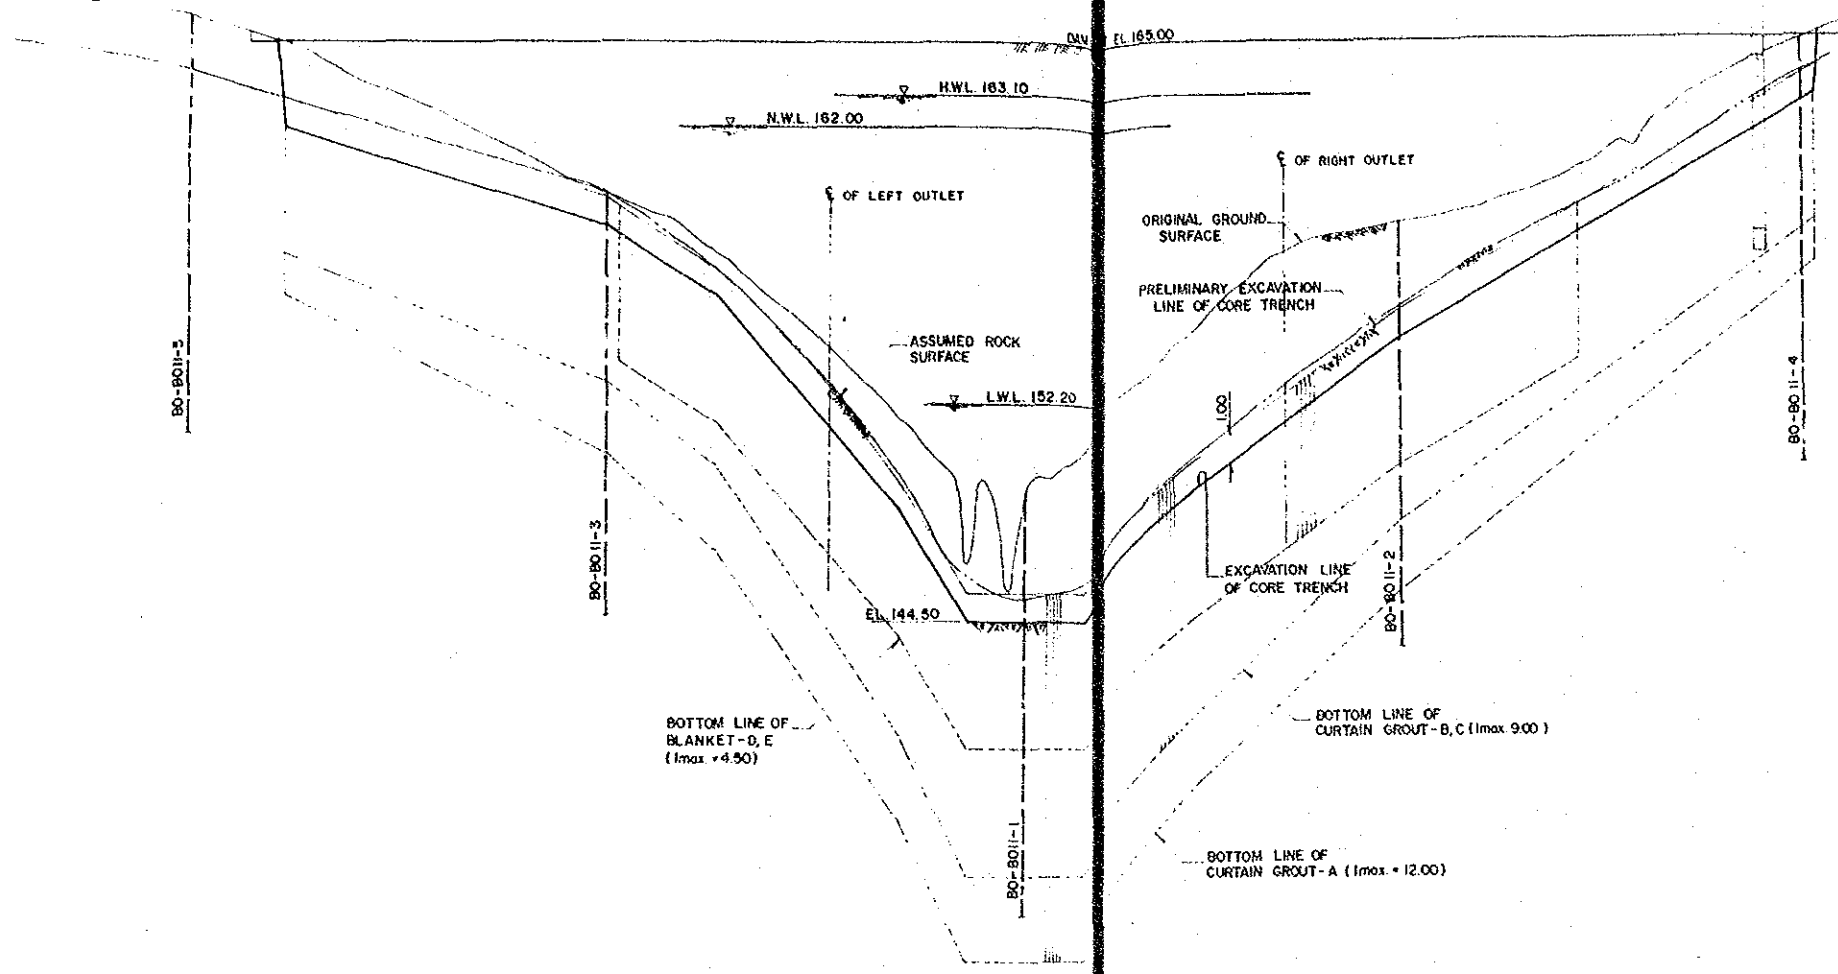 DAM EL. 165.00
H.W.L. 163.10
N.W.L. 162.00
℄ OF LEFT OUTLET
℄ OF RIGHT OUTLET
ORIGINAL GROUND
SURFACE
PRELIMINARY EXCAVATION
LINE OF CORE TRENCH
ASSUMED ROCK
SURFACE
L.W.L. 152.20
1.00
BO-BO11-5
BO-BO11-4
BO-BO11-3
BO-BO11-2
EXCAVATION LINE
OF CORE TRENCH
EL. 144.50
BOTTOM LINE OF
BLANKET-D, E
(lmax. = 4.50)
BOTTOM LINE OF
CURTAIN GROUT-B, C (lmax. 9.00)
BO-BO11-1
BOTTOM LINE OF
CURTAIN GROUT-A (lmax. = 12.00)